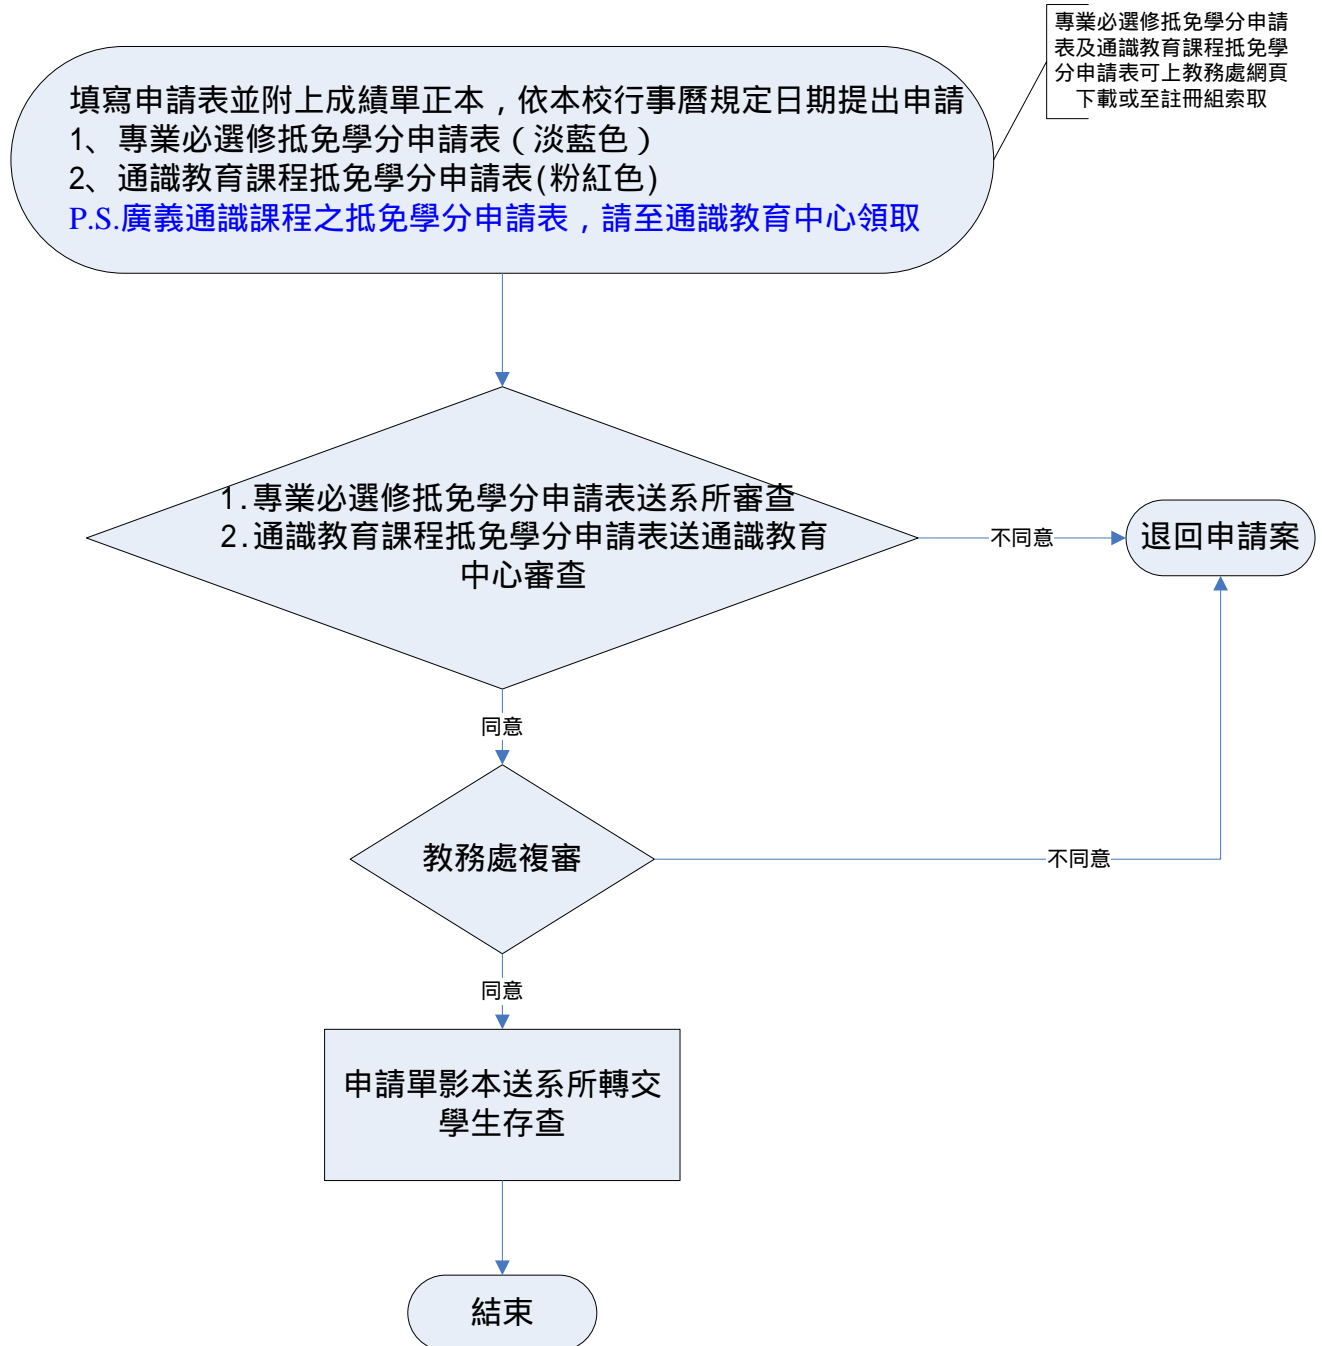 專業必選修抵免學分申請
表及通識教育課程抵免學
分申請表可上教務處網頁
下載或至註冊組索取
填寫申請表並附上成績單正本，依本校行事曆規定日期提出申請
1、專業必選修抵免學分申請表（淡藍色）
2、通識教育課程抵免學分申請表(粉紅色)
P.S.廣義通識課程之抵免學分申請表，請至通識教育中心領取
1.專業必選修抵免學分申請表送系所審查
2.通識教育課程抵免學分申請表送通識教育
中心審查
不同意
退回申請案
同意
教務處複審
不同意
同意
申請單影本送系所轉交
學生存查
結束